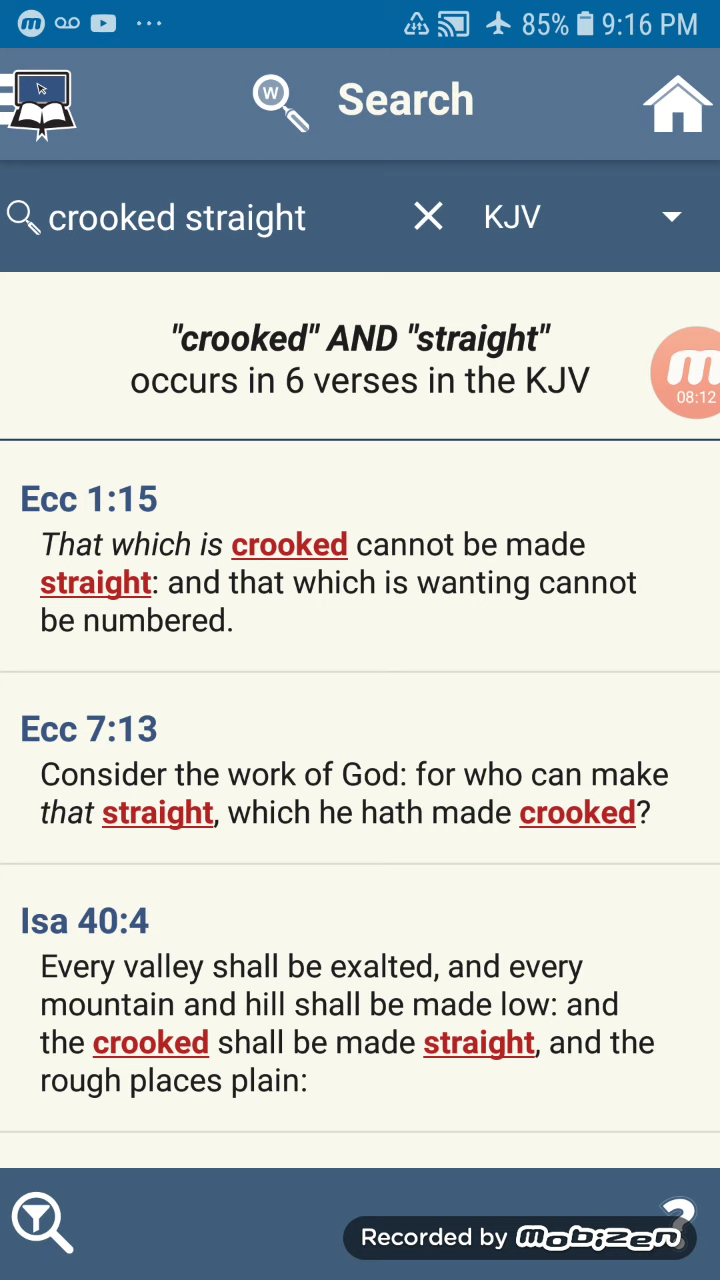 85% 9:16 PM
W Search
crooked straight KJV
"crooked" AND "straight"
occurs in 6 verses in the KJV
m
08:12
Ecc 1:15
That which is crooked cannot be made
straight: and that which is wanting cannot
be numbered.
Ecc 7:13
Consider the work of God: for who can make
that straight, which he hath made crooked?
Isa 40:4
Every valley shall be exalted, and every
mountain and hill shall be made low: and
the crooked shall be made straight, and the
rough places plain:
?
Recorded by mobizen